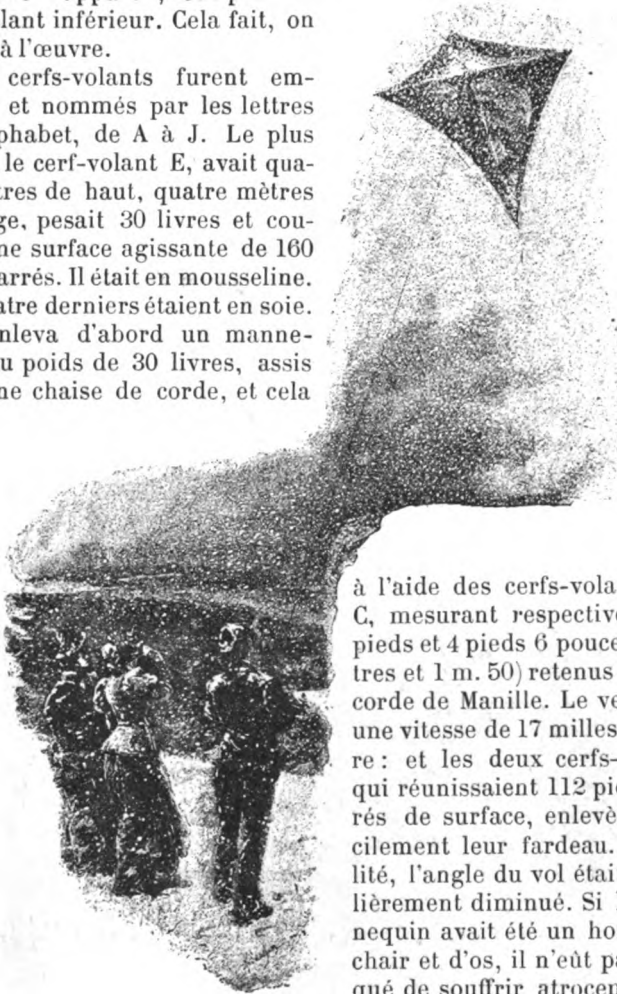 lant inférieur. Cela fait, on
à l'œuvre.
cerfs-volants furent em-
et nommés par les lettres
phabet, de A à J. Le plus
le cerf-volant E, avait qua-
tres de haut, quatre mètres
ge, pesait 30 livres et cou-
ne surface agissante de 160
arrés. Il était en mousseline.
atre derniers étaient en soie.
nleva d'abord un manne-
u poids de 30 livres, assis
ne chaise de corde, et cela
à l'aide des cerfs-vola
C, mesurant respectiv
pieds et 4 pieds 6 pouce
tres et 1 m. 50) retenus
corde de Manille. Le ve
une vitesse de 17 milles
re : et les deux cerfs-
qui réunissaient 112 pie
rés de surface, enlevè
cilement leur fardeau.
lité, l'angle du vol étai
lièrement diminué. Si
nequin avait été un ho
chair et d'os, il n'eût pa
qué de souffrir atrocen